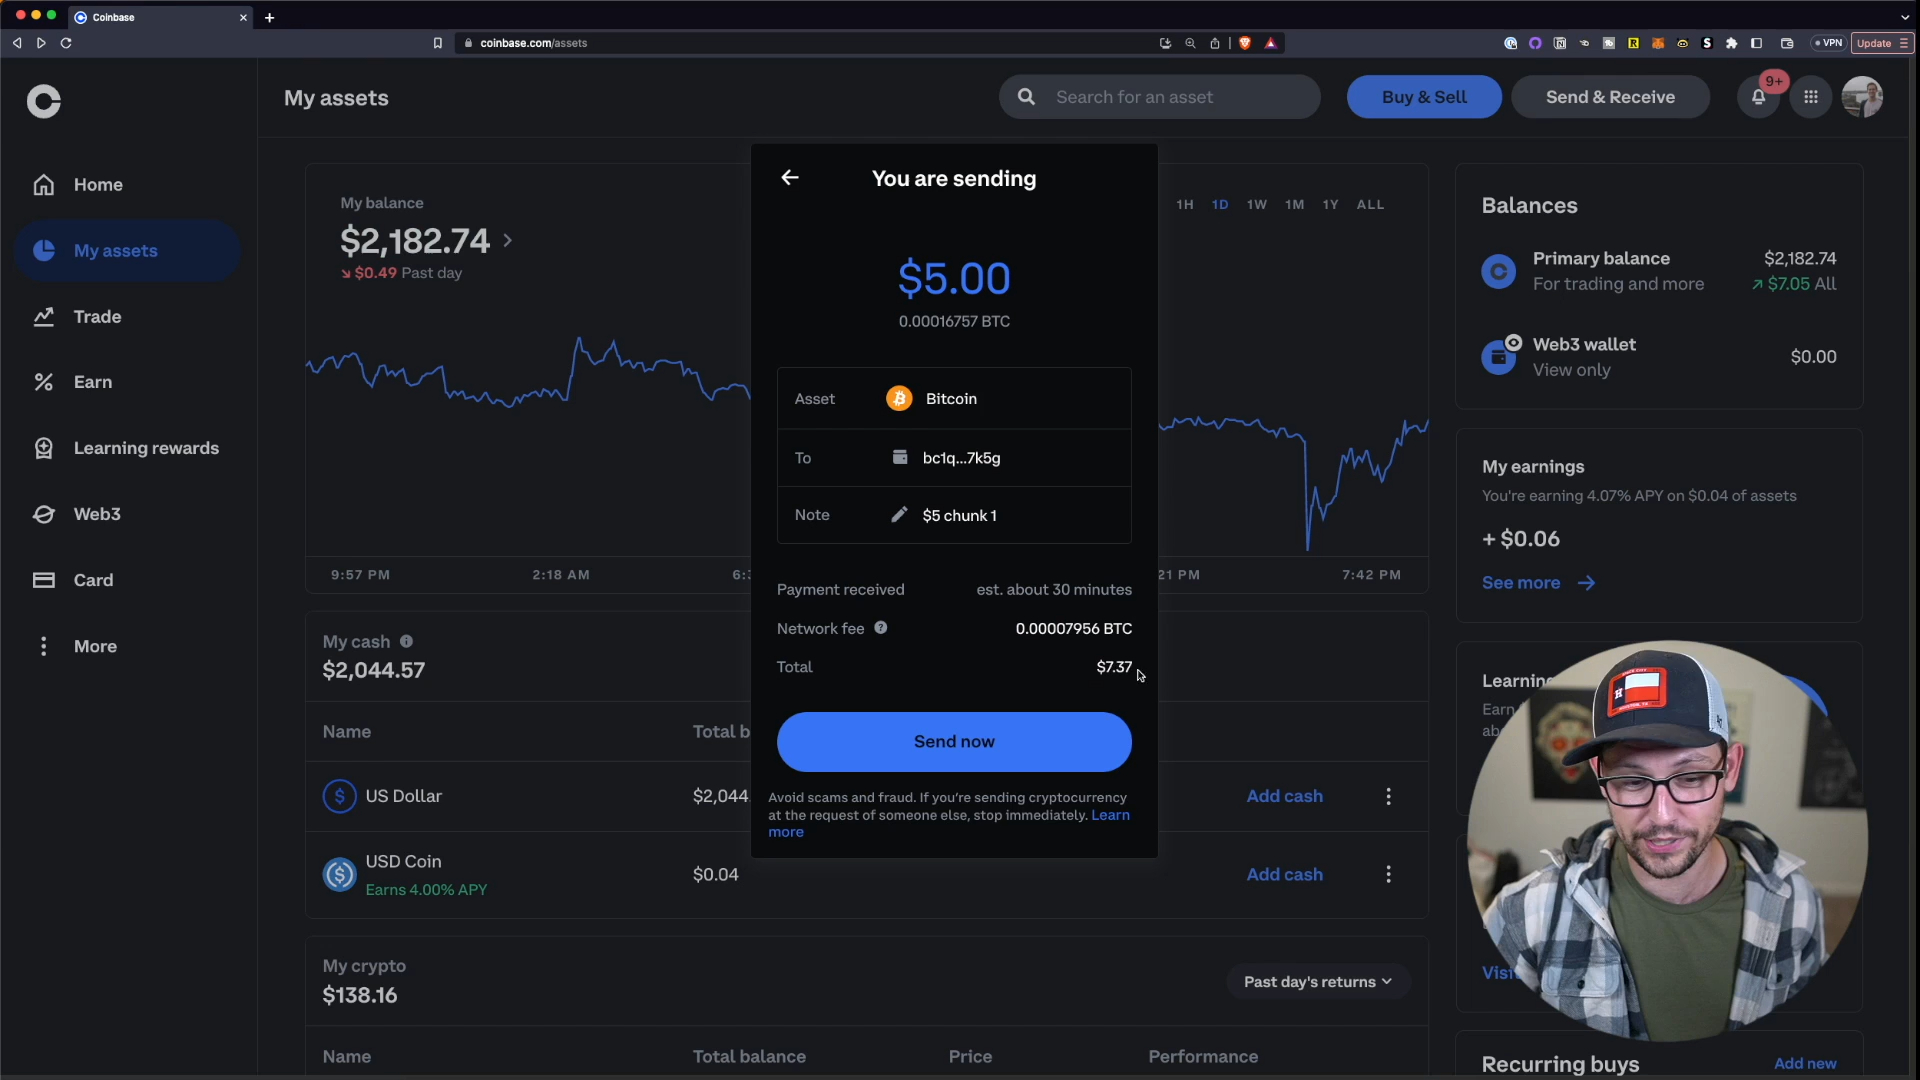 Coinbase
coinbase.com/assets
VPN
Update
My assets
Search for an asset
Buy & Sell
Send & Receive
9+
Home
My assets
Trade
Earn
Learning rewards
Web3
Card
More
My balance
$2,182.74
$0.49 Past day
1H 1D 1W 1M 1Y ALL
9:57 PM
2:18 AM
6:
21 PM
7:42 PM
My cash
$2,044.57
Name
Total b
US Dollar
$2,044.
Add cash
USD Coin
Earns 4.00% APY
$0.04
Add cash
My crypto
$138.16
Past day's returns
Name
Total balance
Price
Performance
You are sending
$5.00
0.00016757 BTC
Asset
Bitcoin
To
bc1q...7k5g
Note
$5 chunk 1
Payment received
est. about 30 minutes
Network fee
0.00007956 BTC
Total
$7.37
Send now
Avoid scams and fraud. If you're sending cryptocurrency
at the request of someone else, stop immediately. Learn
more
Balances
Primary balance
$2,182.74
For trading and more
$7.05 All
Web3 wallet
View only
$0.00
My earnings
You're earning 4.07% APY on $0.04 of assets
+ $0.06
See more
Learning
Earn
Recurring buys
Add new